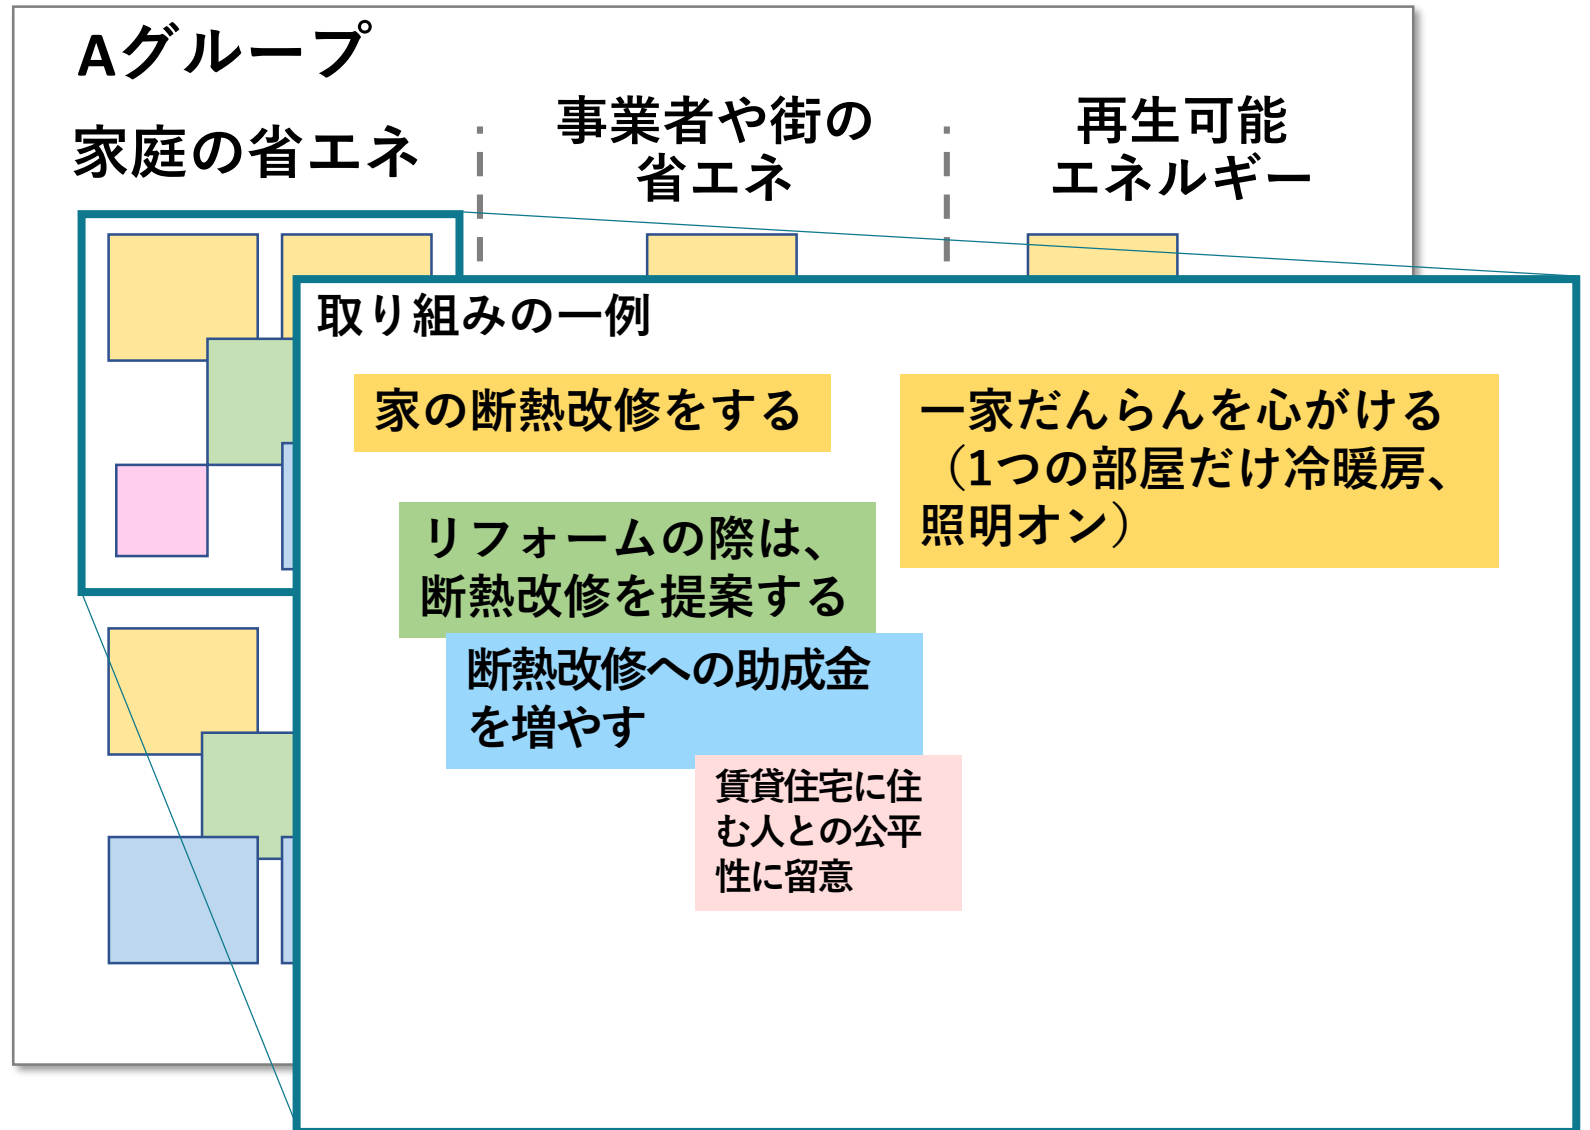 Aグループ
家庭の省エネ
事業者や街の
省エネ
再生可能
エネルギー
取り組みの一例
家の断熱改修をする
一家だんらんを心がける
（1つの部屋だけ冷暖房、
照明オン）
リフォームの際は、
断熱改修を提案する
断熱改修への助成金
を増やす
賃貸住宅に住
む人との公平
性に留意